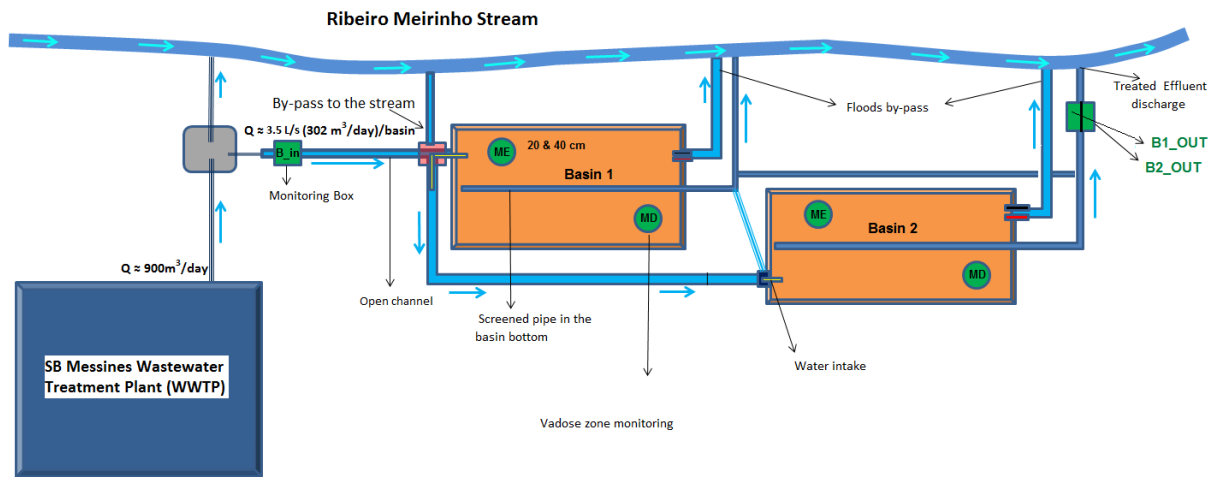 Ribeiro Meirinho Stream
By-pass to the stream
Floods by-pass
Treated Effluent
discharge
Q ≈ 3.5 L/s (302 m³/day)/basin
B_in
ME
20 & 40 cm
B1_OUT
B2_OUT
Monitoring Box
Basin 1
MD
ME
Basin 2
Q ≈ 900m³/day
MD
Open channel
Screened pipe in the
basin bottom
Water intake
SB Messines Wastewater
Treatment Plant (WWTP)
Vadose zone monitoring